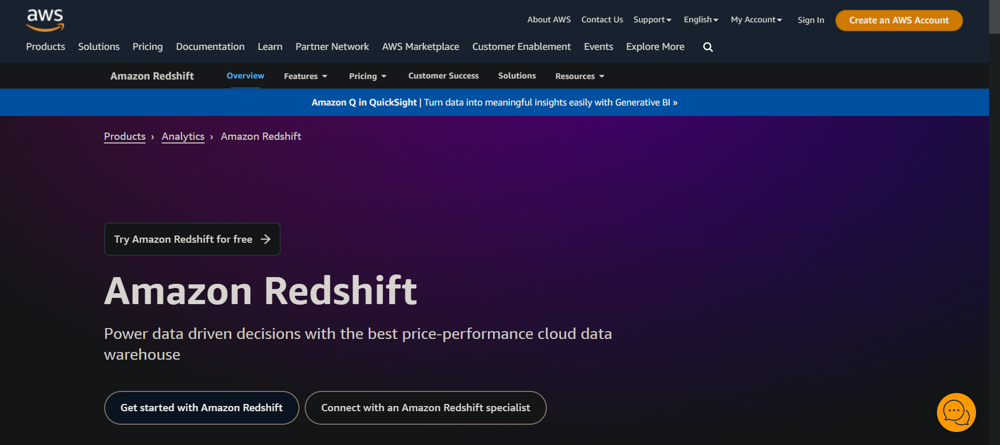 aws
About AWS Contact Us Support English My Account Sign In Create an AWS Account
Products Solutions Pricing Documentation Learn Partner Network AWS Marketplace Customer Enablement Events Explore More
Amazon Redshift Overview Features Pricing Customer Success Solutions Resources
Amazon Q in QuickSight | Turn data into meaningful insights easily with Generative BI »
Products › Analytics › Amazon Redshift
Try Amazon Redshift for free →
Amazon Redshift
Power data driven decisions with the best price-performance cloud data
warehouse
Get started with Amazon Redshift Connect with an Amazon Redshift specialist